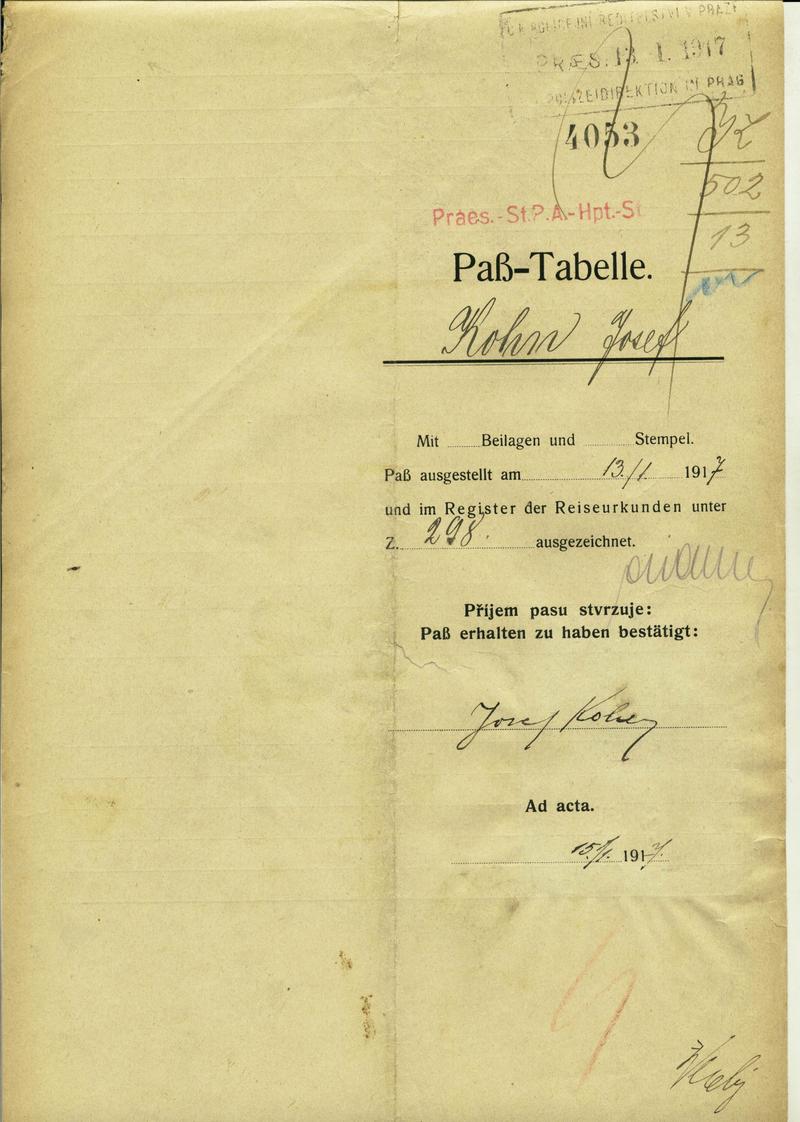 PRÆS. 13. 1. 1917
POLIZEIDIREKTION IN PRAG
4053
502
13
Praes.-St.P.A.-Hpt.-St
Paß-Tabelle.
Kohn Josef
Mit Beilagen und Stempel.
Paß ausgestellt am 13/1. 1917
und im Register der Reiseurkunden unter
Z. 298. ausgezeichnet.
Příjem pasu stvrzuje:
Paß erhalten zu haben bestätigt:
Josef Kohn
Ad acta.
15/1. 1917.